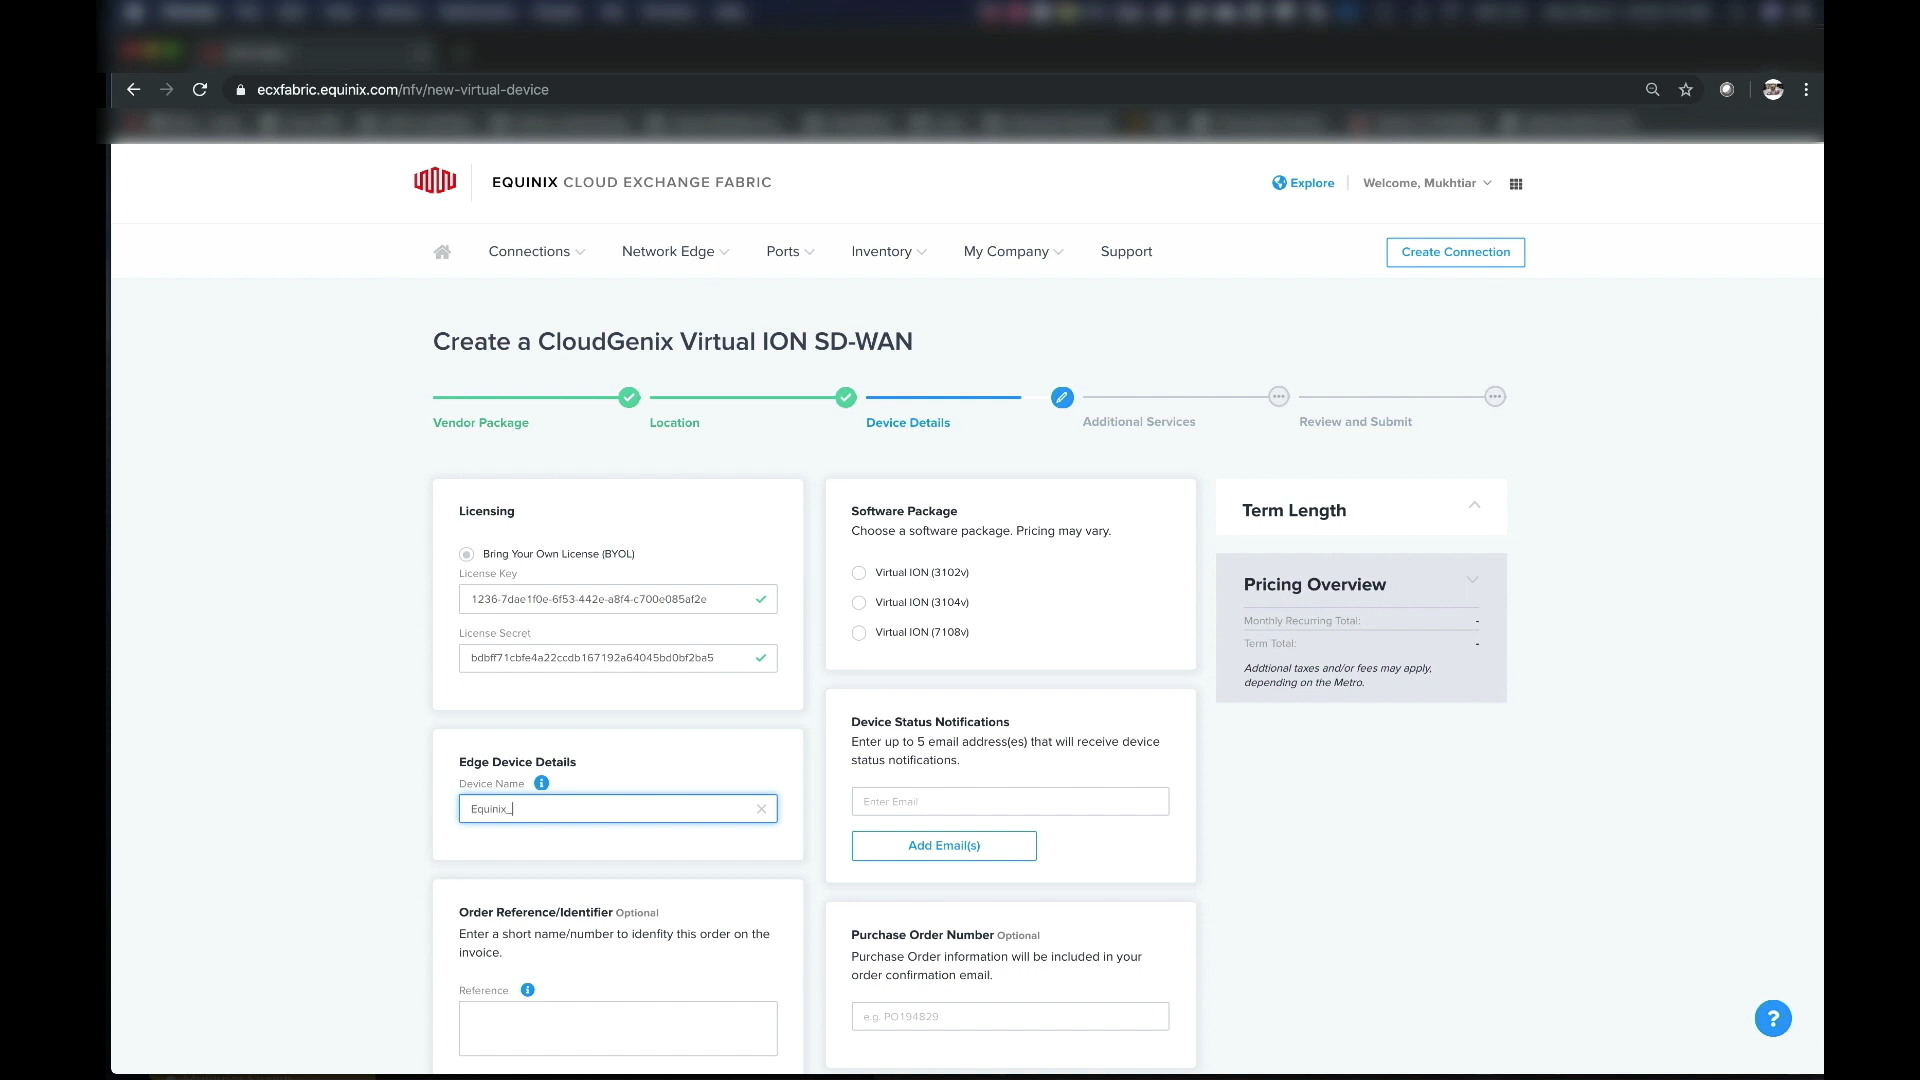 ecxfabric.equinix.com/nfv/new-virtual-device
EQUINIX CLOUD EXCHANGE FABRIC
Explore
Welcome, Mukhtiar
Connections
Network Edge
Ports
Inventory
My Company
Support
Create Connection
Create a CloudGenix Virtual ION SD-WAN
Vendor Package
Location
Device Details
Additional Services
Review and Submit
Licensing
Bring Your Own License (BYOL)
License Key
1236-7dae1f0e-6f53-442e-a8f4-c700e085af2e
License Secret
bdbff71cbfe4a22ccdb167192a64045bd0bf2ba5
Edge Device Details
Device Name
Equinix_
Order Reference/Identifier Optional
Enter a short name/number to idenfity this order on the
invoice.
Reference
Software Package
Choose a software package. Pricing may vary.
Virtual ION (3102v)
Virtual ION (3104v)
Virtual ION (7108v)
Device Status Notifications
Enter up to 5 email address(es) that will receive device
status notifications.
Enter Email
Add Email(s)
Purchase Order Number Optional
Purchase Order information will be included in your
order confirmation email.
e.g. PO194829
Term Length
Pricing Overview
Monthly Recurring Total: -
Term Total: -
Addtional taxes and/or fees may apply,
depending on the Metro.
?